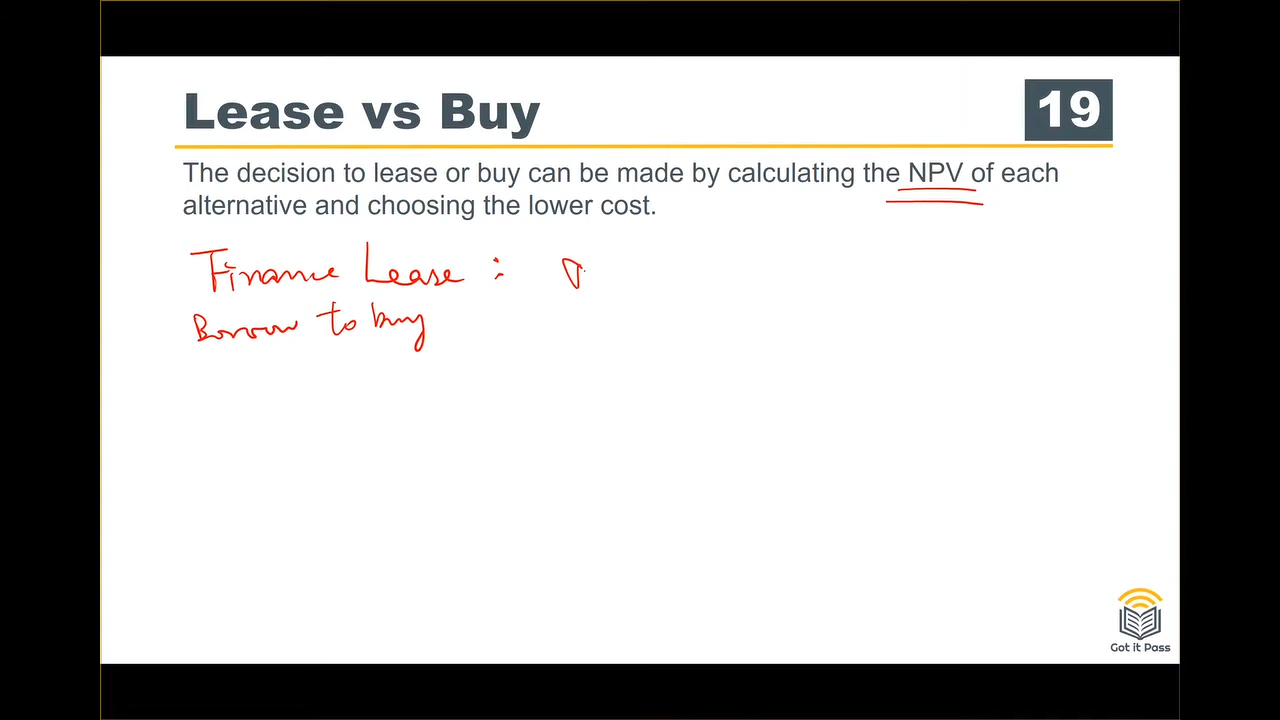 Lease vs Buy
19
The decision to lease or buy can be made by calculating the NPV of each
alternative and choosing the lower cost.
Finance Lease :
Borrow to buy
Got it Pass